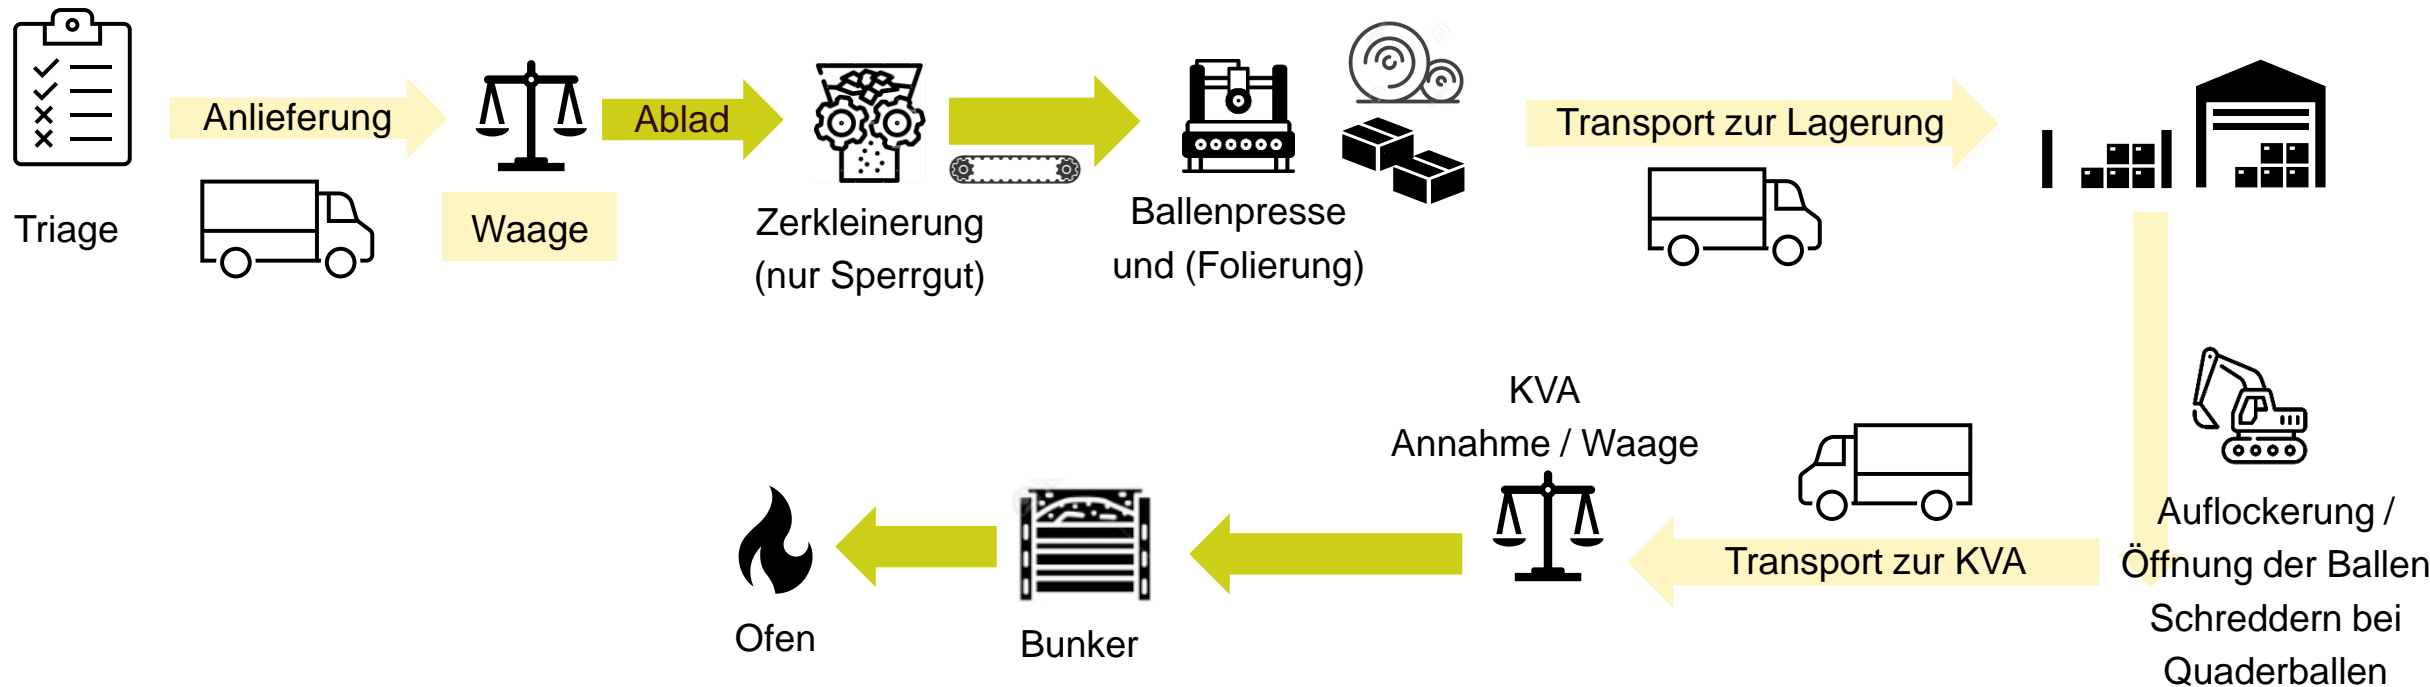 Triage
Anlieferung
Waage
Ablad
Zerkleinerung
(nur Sperrgut)
Ballenpresse
und (Folierung)
Transport zur Lagerung
Auflockerung /
Öffnung der Ballen
Schreddern bei
Quaderballen
Transport zur KVA
KVA
Annahme / Waage
Bunker
Ofen